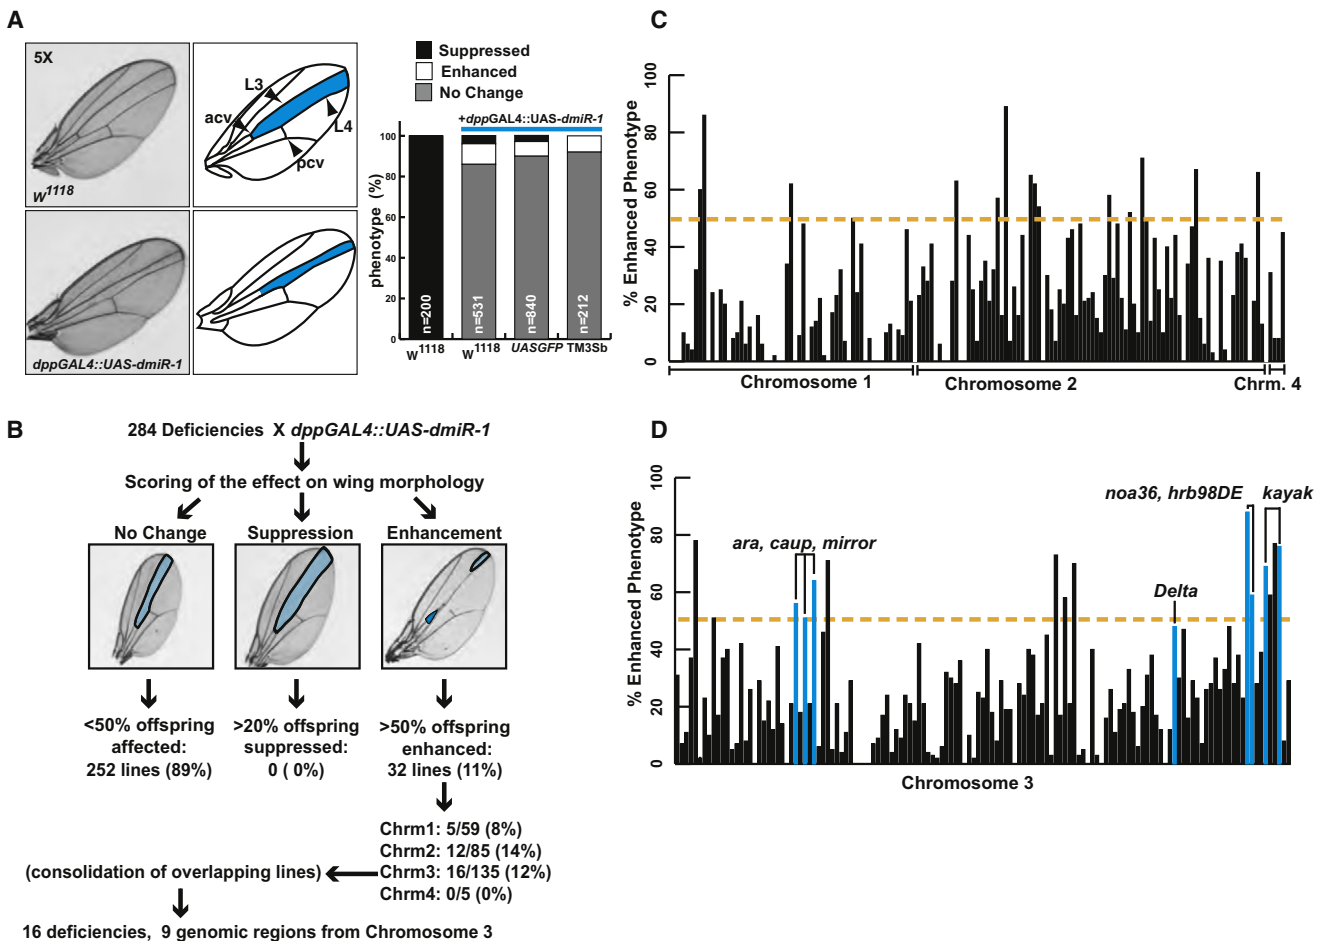 A
5X
w1118
L3
acv
L4
pcv
dppGAL4::UAS-dmiR-1
Suppressed
Enhanced
No Change
+dppGAL4::UAS-dmiR-1
phenotype (%)
100
80
60
40
20
0
n=200
n=531
n=840
n=212
w1118
w1118
UASGFP
TM3Sb
B
284 Deficiencies X dppGAL4::UAS-dmiR-1
Scoring of the effect on wing morphology
No Change
Suppression
Enhancement
<50% offspring
affected:
252 lines (89%)
>20% offspring
suppressed:
0 ( 0%)
>50% offspring
enhanced:
32 lines (11%)
Chrm1: 5/59 (8%)
Chrm2: 12/85 (14%)
Chrm3: 16/135 (12%)
Chrm4: 0/5 (0%)
(consolidation of overlapping lines)
16 deficiencies, 9 genomic regions from Chromosome 3
C
% Enhanced Phenotype
100
80
60
40
20
0
Chromosome 1
Chromosome 2
Chrm. 4
D
% Enhanced Phenotype
100
80
60
40
20
0
ara, caup, mirror
Delta
noa36, hrb98DE
kayak
Chromosome 3